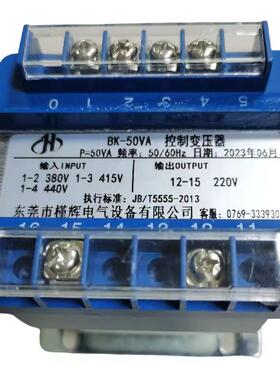 0 1 2 3 4 5
BK-50VA 控制变压器
P=50VA 频率: 50/60Hz 日期: 2023年06月
输入INPUT 输出OUTPUT
1-2 380V 1-3 415V 12-15 220V
1-4 440V
执行标准: JB/T5555-2013
东莞市槿辉电气设备有限公司 客服: 0769-333930
16 15 14 13 12 11